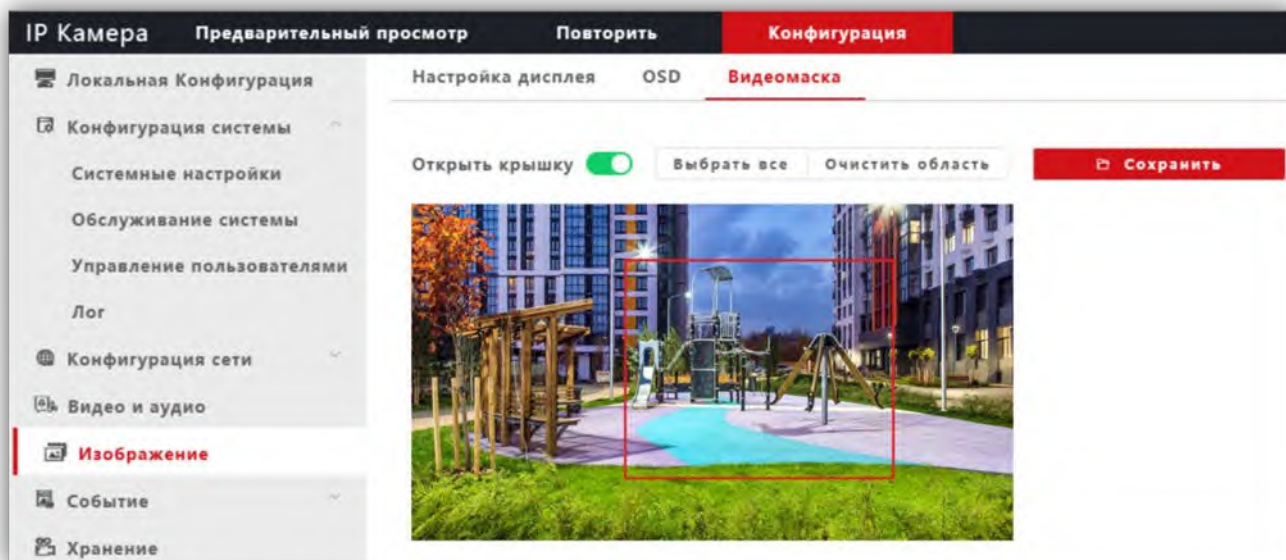 IP Камера Предварительный просмотр Повторить Конфигурация
Локальная Конфигурация
Конфигурация системы
Системные настройки
Обслуживание системы
Управление пользователями
Лог
Конфигурация сети
Видео и аудио
Изображение
Событие
Хранение
Настройка дисплея OSD Видеомаска
Открыть крышку Выбрать все Очистить область Сохранить